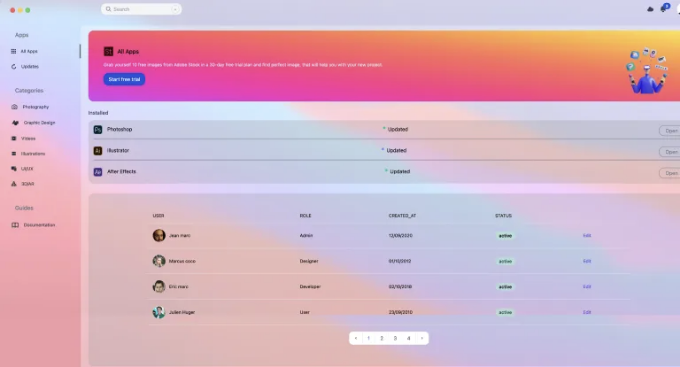 Search
Apps
All Apps
Updates
Categories
Photography
Graphic Design
Videos
Illustrations
UI/UX
3D/AR
Guides
Documentation
All Apps
Grab yourself 10 free images from Adobe Stock in a 30-day free trial plan and find perfect image, that will help you with your new project.
Start free trial
Installed
Ps Photoshop Updated Open
Ai Illustrator Updated Open
Ae After Effects Updated Open
USER ROLE CREATED_AT STATUS
Jean marc Admin 12/09/2020 active Edit
Marcus coco Designer 01/10/2012 active Edit
Eric marc Developer 02/10/2018 active Edit
Julien Huger User 23/09/2010 active Edit
1 2 3 4